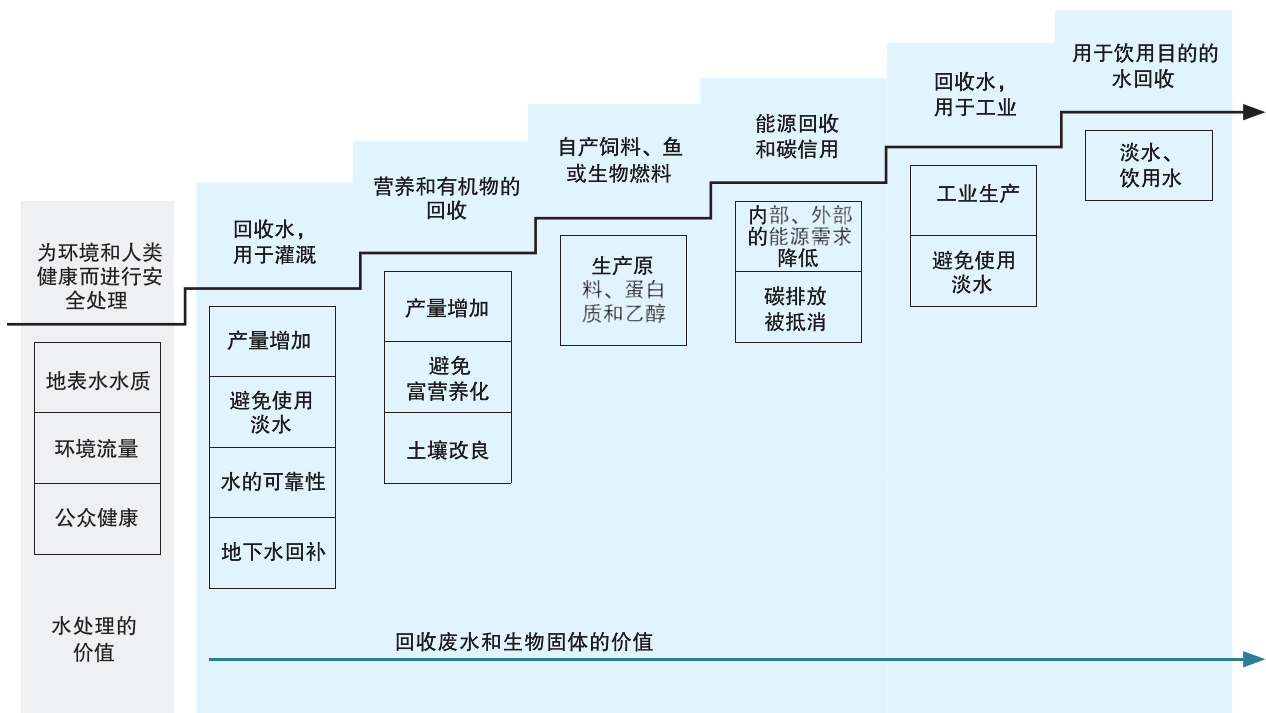 为环境和人类
健康而进行安
全处理
地表水水质
环境流量
公众健康
水处理的
价值
回收水，
用于灌溉
产量增加
避免使用
淡水
水的可靠性
地下水回补
营养和有机物的
回收
产量增加
避免
富营养化
土壤改良
自产饲料、鱼
或生物燃料
生产原
料、蛋白
质和乙醇
能源回收
和碳信用
内部、外部
的能源需求
降低
碳排放
被抵消
回收水，
用于工业
工业生产
避免使用
淡水
用于饮用目的的
水回收
淡水、
饮用水
回收废水和生物固体的价值